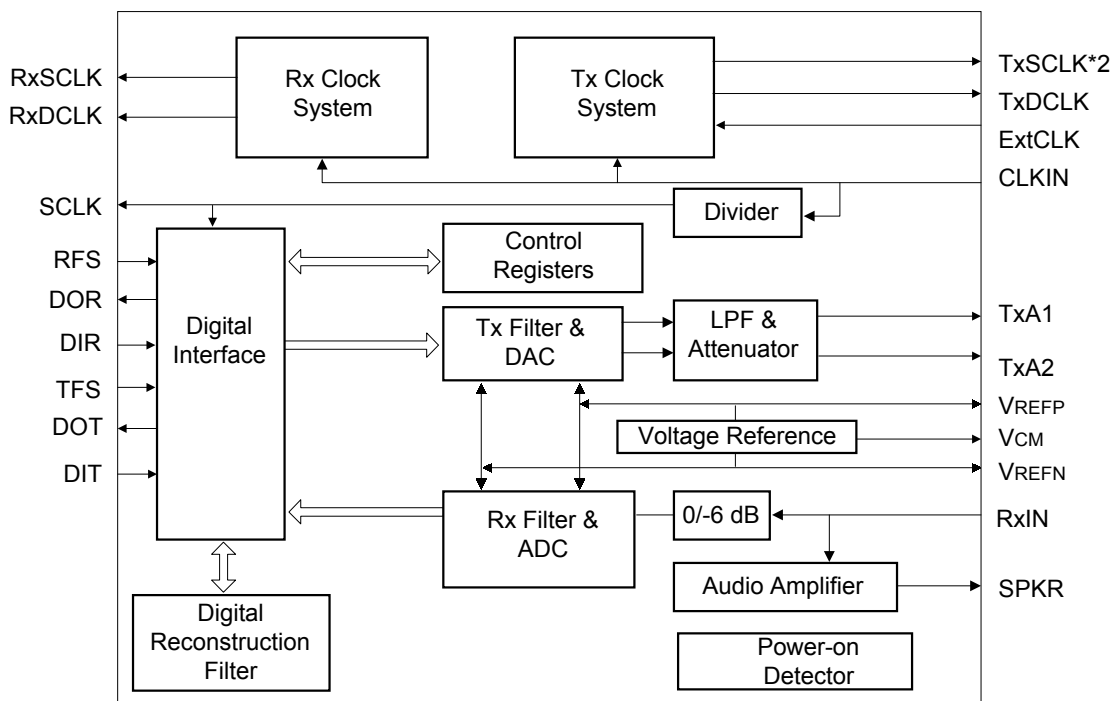 RxSCLK
RxDCLK
Rx Clock
System
Tx Clock
System
TxSCLK*2
TxDCLK
ExtCLK
CLKIN
SCLK
Divider
RFS
DOR
DIR
TFS
DOT
DIT
Digital
Interface
Control
Registers
Tx Filter &
DAC
LPF &
Attenuator
TxA1
TxA2
VREFP
Voltage Reference
VCM
VREFN
Rx Filter &
ADC
0/-6 dB
RxIN
Audio Amplifier
SPKR
Digital
Reconstruction
Filter
Power-on
Detector